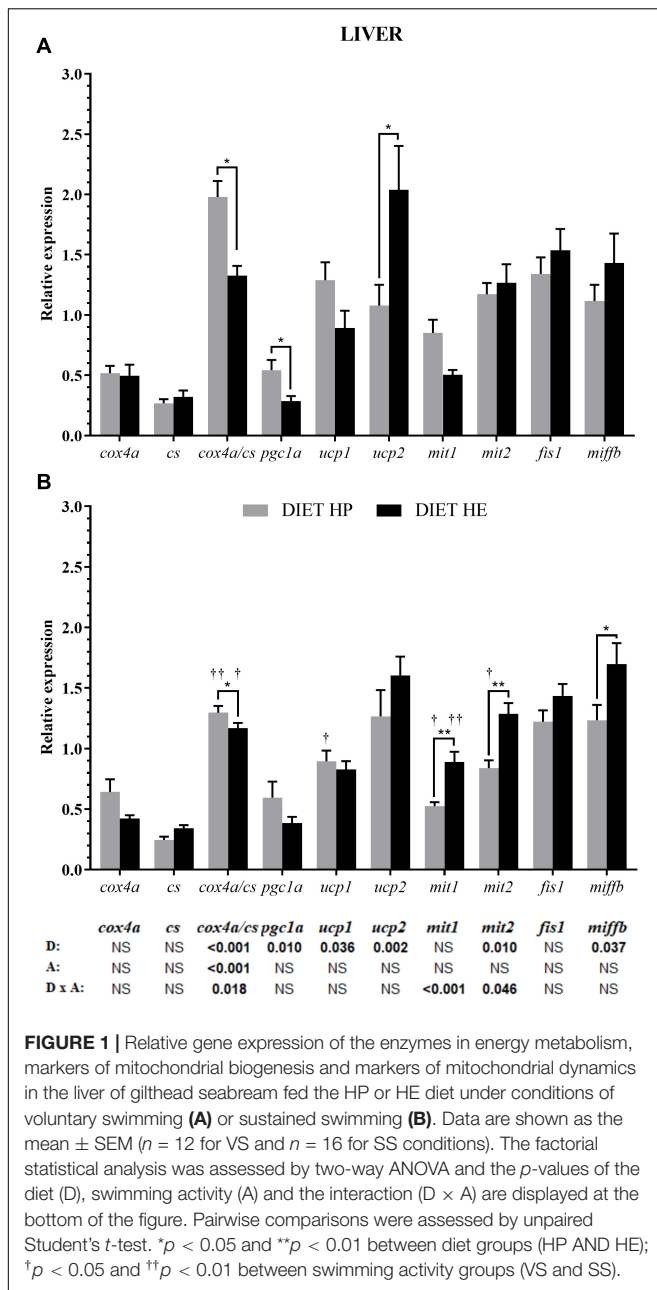 LIVER
A
3.0
2.5
2.0
1.5
1.0
0.5
0.0
Relative expression
*
*
*
cox4a cs cox4a/cs pgc1a ucp1 ucp2 mit1 mit2 fis1 miffb
B
DIET HP DIET HE
3.0
2.5
2.0
1.5
1.0
0.5
0.0
Relative expression
†† †
*
†
† ††
**
†
**
*
cox4a cs cox4a/cs pgc1a ucp1 ucp2 mit1 mit2 fis1 miffb
cox4a cs cox4a/cs pgc1a ucp1 ucp2 mit1 mit2 fis1 miffb
D: NS NS <0.001 0.010 0.036 0.002 NS 0.010 NS 0.037
A: NS NS <0.001 NS NS NS NS NS NS NS
D x A: NS NS 0.018 NS NS NS <0.001 0.046 NS NS
FIGURE 1 | Relative gene expression of the enzymes in energy metabolism,
markers of mitochondrial biogenesis and markers of mitochondrial dynamics
in the liver of gilthead seabream fed the HP or HE diet under conditions of
voluntary swimming (A) or sustained swimming (B). Data are shown as the
mean ± SEM (n = 12 for VS and n = 16 for SS conditions). The factorial
statistical analysis was assessed by two-way ANOVA and the p-values of the
diet (D), swimming activity (A) and the interaction (D × A) are displayed at the
bottom of the figure. Pairwise comparisons were assessed by unpaired
Student's t-test. *p < 0.05 and **p < 0.01 between diet groups (HP AND HE);
†p < 0.05 and ††p < 0.01 between swimming activity groups (VS and SS).